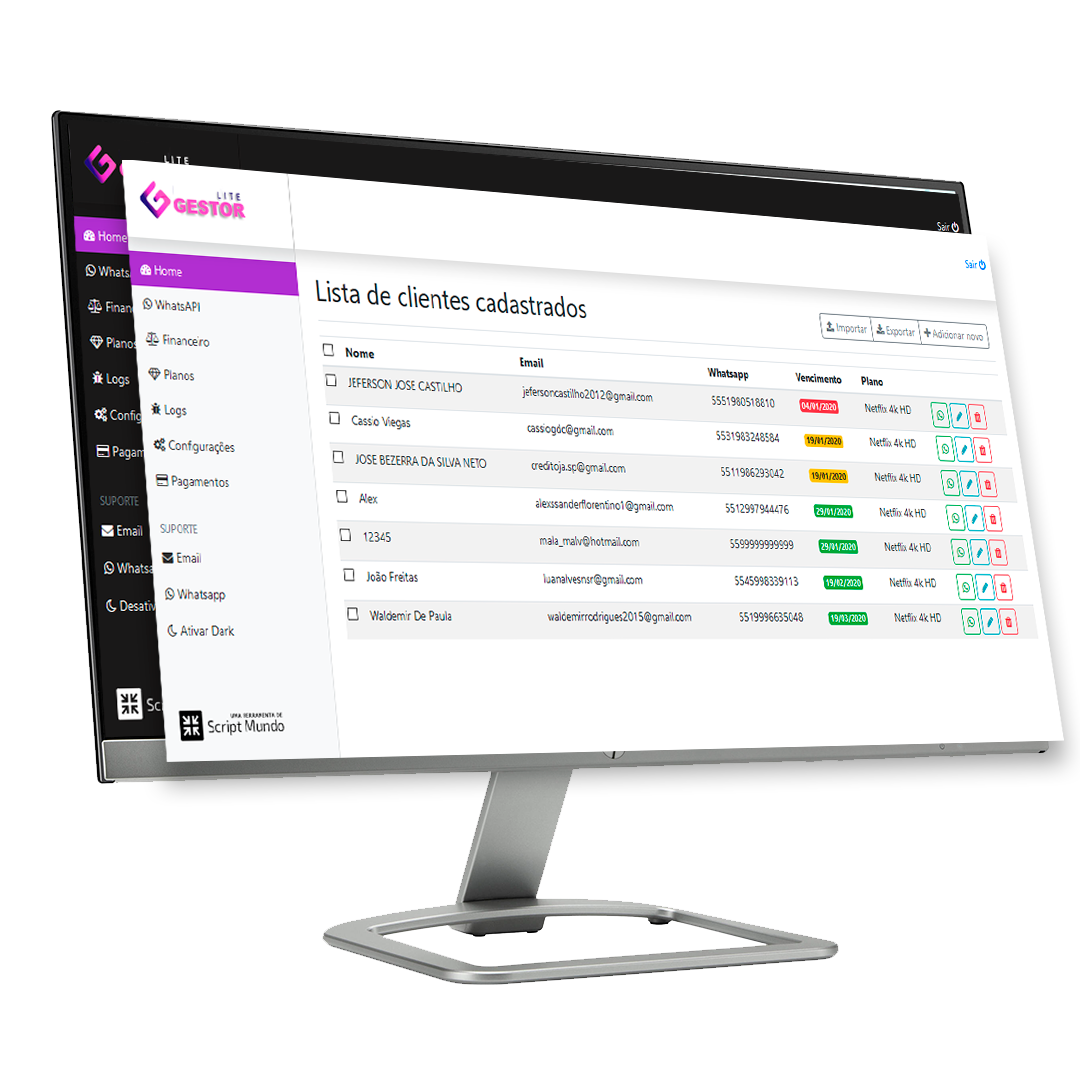 LITE
Sair
Home
Whats
Finan
Planos
Logs
Config
Pagam
SUPORTE
Email
Whatsa
Desativ
Sc
LITE
GESTOR
Sair
Home
WhatsAPI
Financeiro
Planos
Logs
Configurações
Pagamentos
SUPORTE
Email
Whatsapp
Ativar Dark
UMA FERRAMENTA DE
Script Mundo
Lista de clientes cadastrados
Importar Exportar Adicionar novo
Nome Email Whatsapp Vencimento Plano
JEFERSON JOSE CASTILHO jefersoncastilho2012@gmail.com 5551980518810 04/01/2020 Netflix 4k HD
Cassio Viegas cassiogdc@gmail.com 5531983248584 19/01/2020 Netflix 4k HD
JOSE BEZERRA DA SILVA NETO creditoja.sp@gmail.com 5511986293042 19/01/2020 Netflix 4k HD
Alex alexssanderflorentino1@gmail.com 5512997944476 29/01/2020 Netflix 4k HD
12345 mala_malv@hotmail.com 5599999999999 29/01/2020 Netflix 4k HD
João Freitas luanalvesnsr@gmail.com 5545998339113 19/02/2020 Netflix 4k HD
Waldemir De Paula waldemirrodrigues2015@gmail.com 5519996635048 19/03/2020 Netflix 4k HD